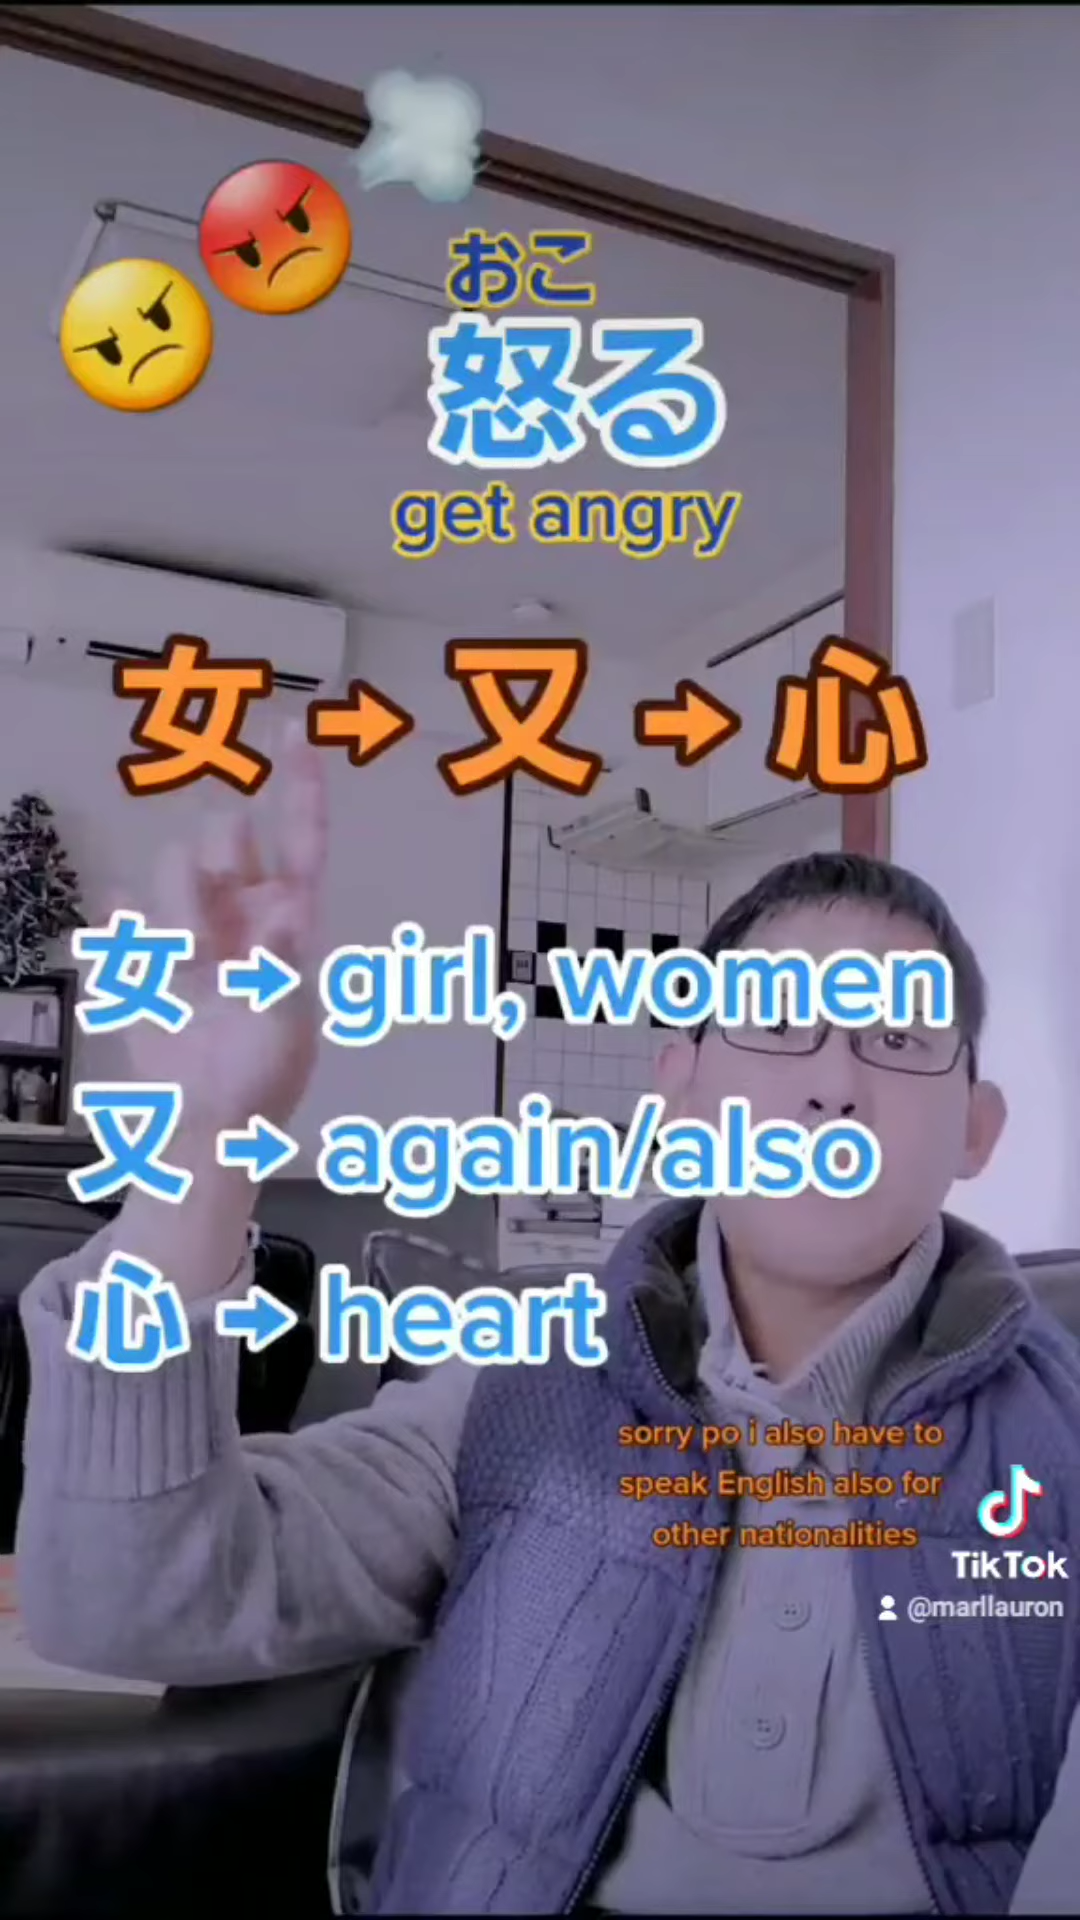 おこ
怒る
get angry
女➜又➜心
女➜girl, women
又➜again/also
心➜heart
sorry po i also have to
speak English also for
other nationalities
TikTok
@marllauron